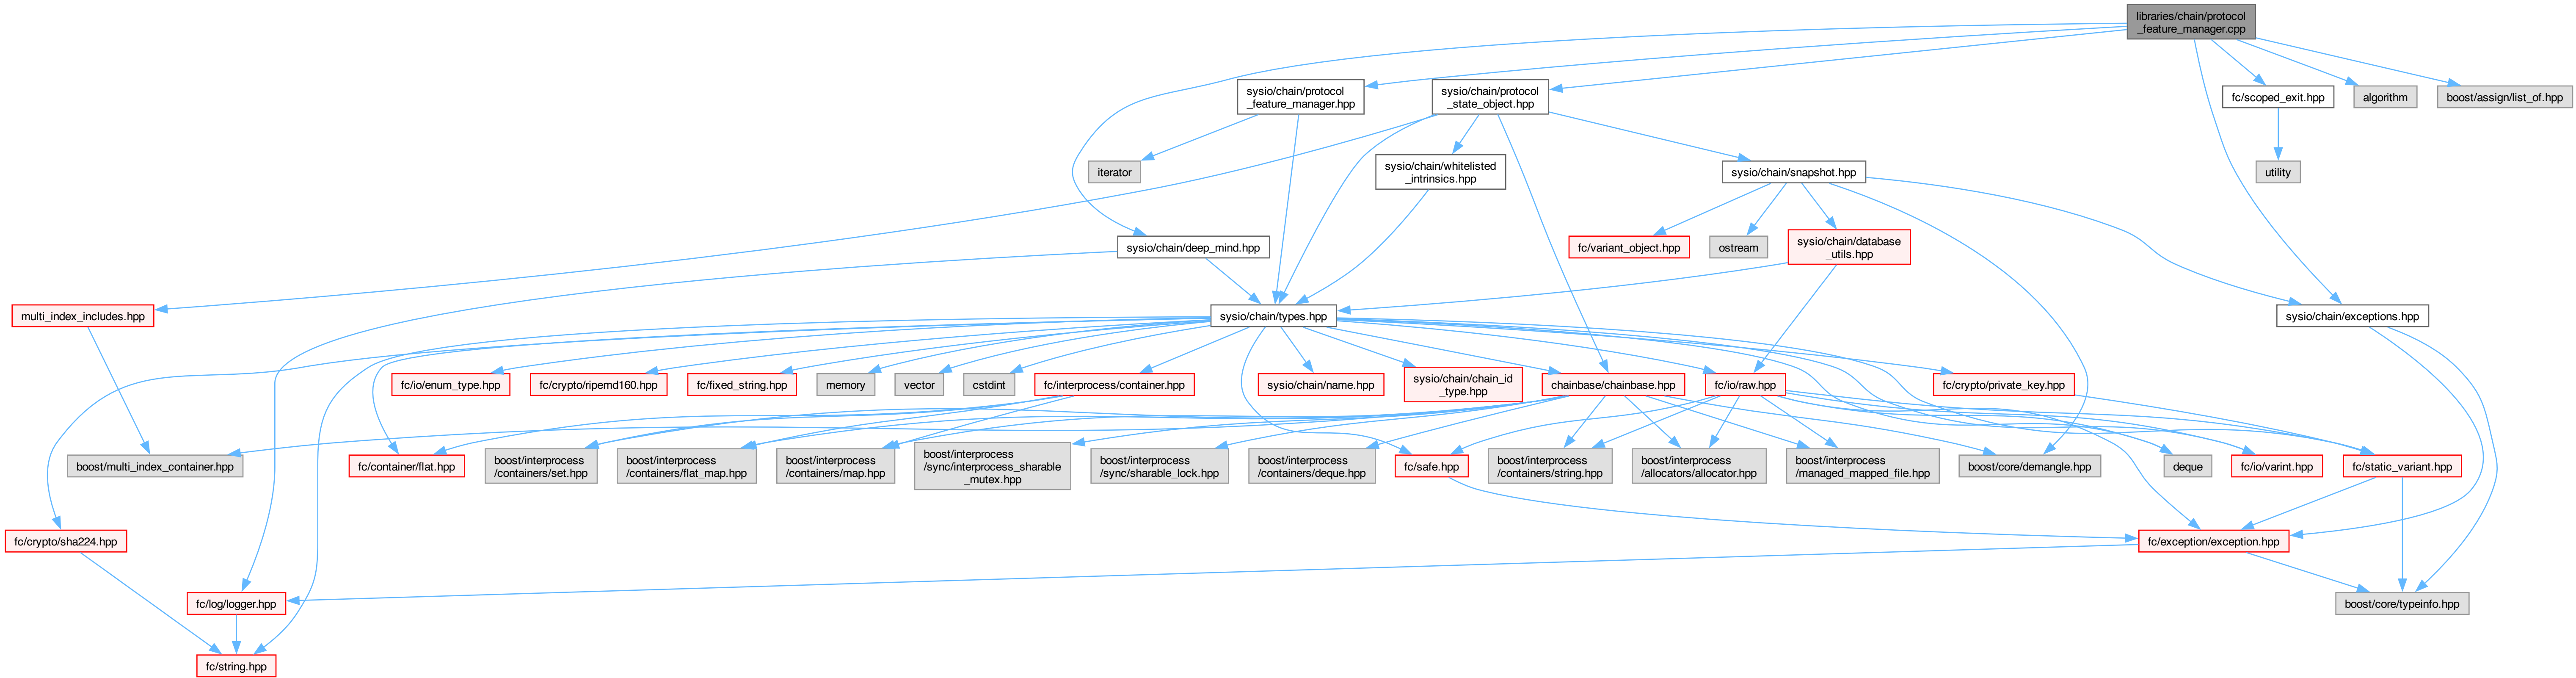 libraries/chain/protocol
_feature_manager.cpp
sysio/chain/protocol
_feature_manager.hpp
sysio/chain/protocol
_state_object.hpp
fc/scoped_exit.hpp
algorithm
boost/assign/list_of.hpp
iterator
sysio/chain/whitelisted
_intrinsics.hpp
sysio/chain/snapshot.hpp
utility
sysio/chain/deep_mind.hpp
fc/variant_object.hpp
ostream
sysio/chain/database
_utils.hpp
multi_index_includes.hpp
sysio/chain/types.hpp
sysio/chain/exceptions.hpp
fc/io/enum_type.hpp
fc/crypto/ripemd160.hpp
fc/fixed_string.hpp
memory
vector
cstdint
fc/interprocess/container.hpp
sysio/chain/name.hpp
sysio/chain/chain_id
_type.hpp
chainbase/chainbase.hpp
fc/io/raw.hpp
fc/crypto/private_key.hpp
boost/multi_index_container.hpp
fc/container/flat.hpp
boost/interprocess
/containers/set.hpp
boost/interprocess
/containers/flat_map.hpp
boost/interprocess
/containers/map.hpp
boost/interprocess
/sync/interprocess_sharable
_mutex.hpp
boost/interprocess
/sync/sharable_lock.hpp
boost/interprocess
/containers/deque.hpp
fc/safe.hpp
boost/interprocess
/containers/string.hpp
boost/interprocess
/allocators/allocator.hpp
boost/interprocess
/managed_mapped_file.hpp
boost/core/demangle.hpp
deque
fc/io/varint.hpp
fc/static_variant.hpp
fc/crypto/sha224.hpp
fc/exception/exception.hpp
fc/log/logger.hpp
boost/core/typeinfo.hpp
fc/string.hpp